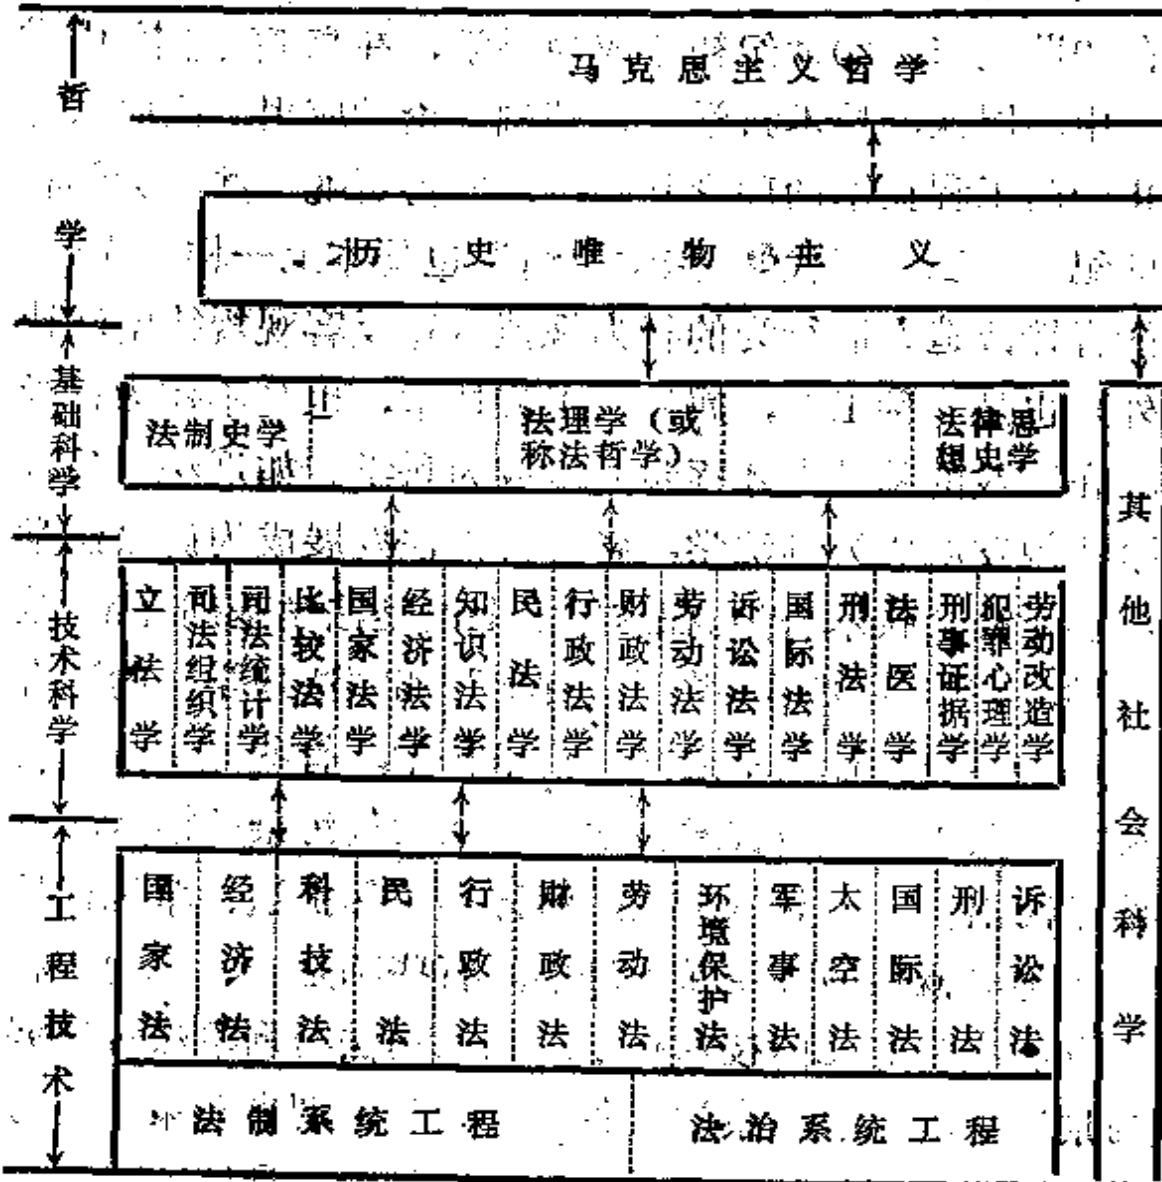 哲学
马克思主义哲学
历史唯物主义
基础科学
法制史学
法理学（或
称法哲学）
法律思
想史学
技术科学
立法学
司法组织学
司法统计学
比较法学
国家法学
经济法学
知识法学
民法学
行政法学
财政法学
劳动法学
诉讼法学
国际法学
刑法学
法医学
刑事证据学
犯罪心理学
劳动改造学
工程技术
国家法
经济法
科技法
民法
行政法
财政法
劳动法
环境保护法
军事法
太空法
国际法
刑法
诉讼法
法制系统工程
法治系统工程
其他社会科学